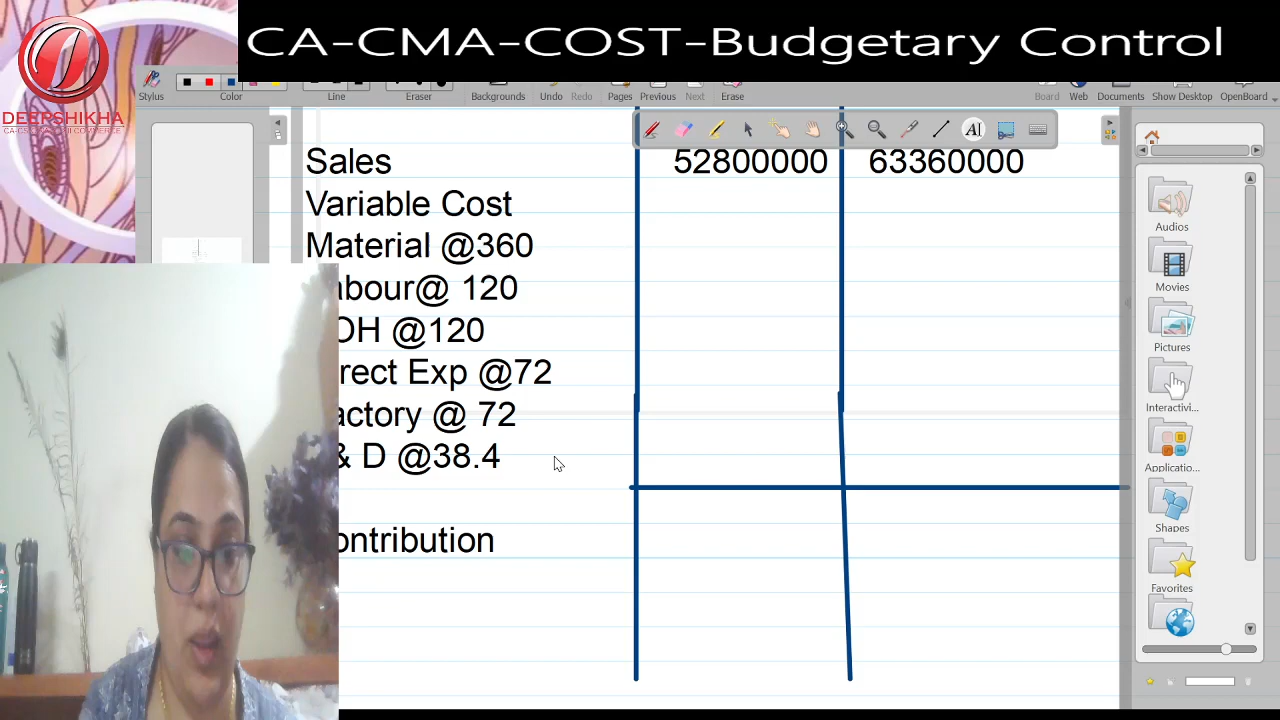 CA-CMA-COST-Budgetary Control
DEEPSHIKHA
Stylus Color Line Eraser Backgrounds Undo Redo Pages Previous Next Erase Board Web Documents Show Desktop OpenBoard
Sales 52800000 63360000
Variable Cost
Material @360
abour@ 120
OH @120
rect Exp @72
actory @ 72
& D @38.4
ontribution
Audios
Movies
Pictures
Interactivi...
Applicatio...
Shapes
Favorites